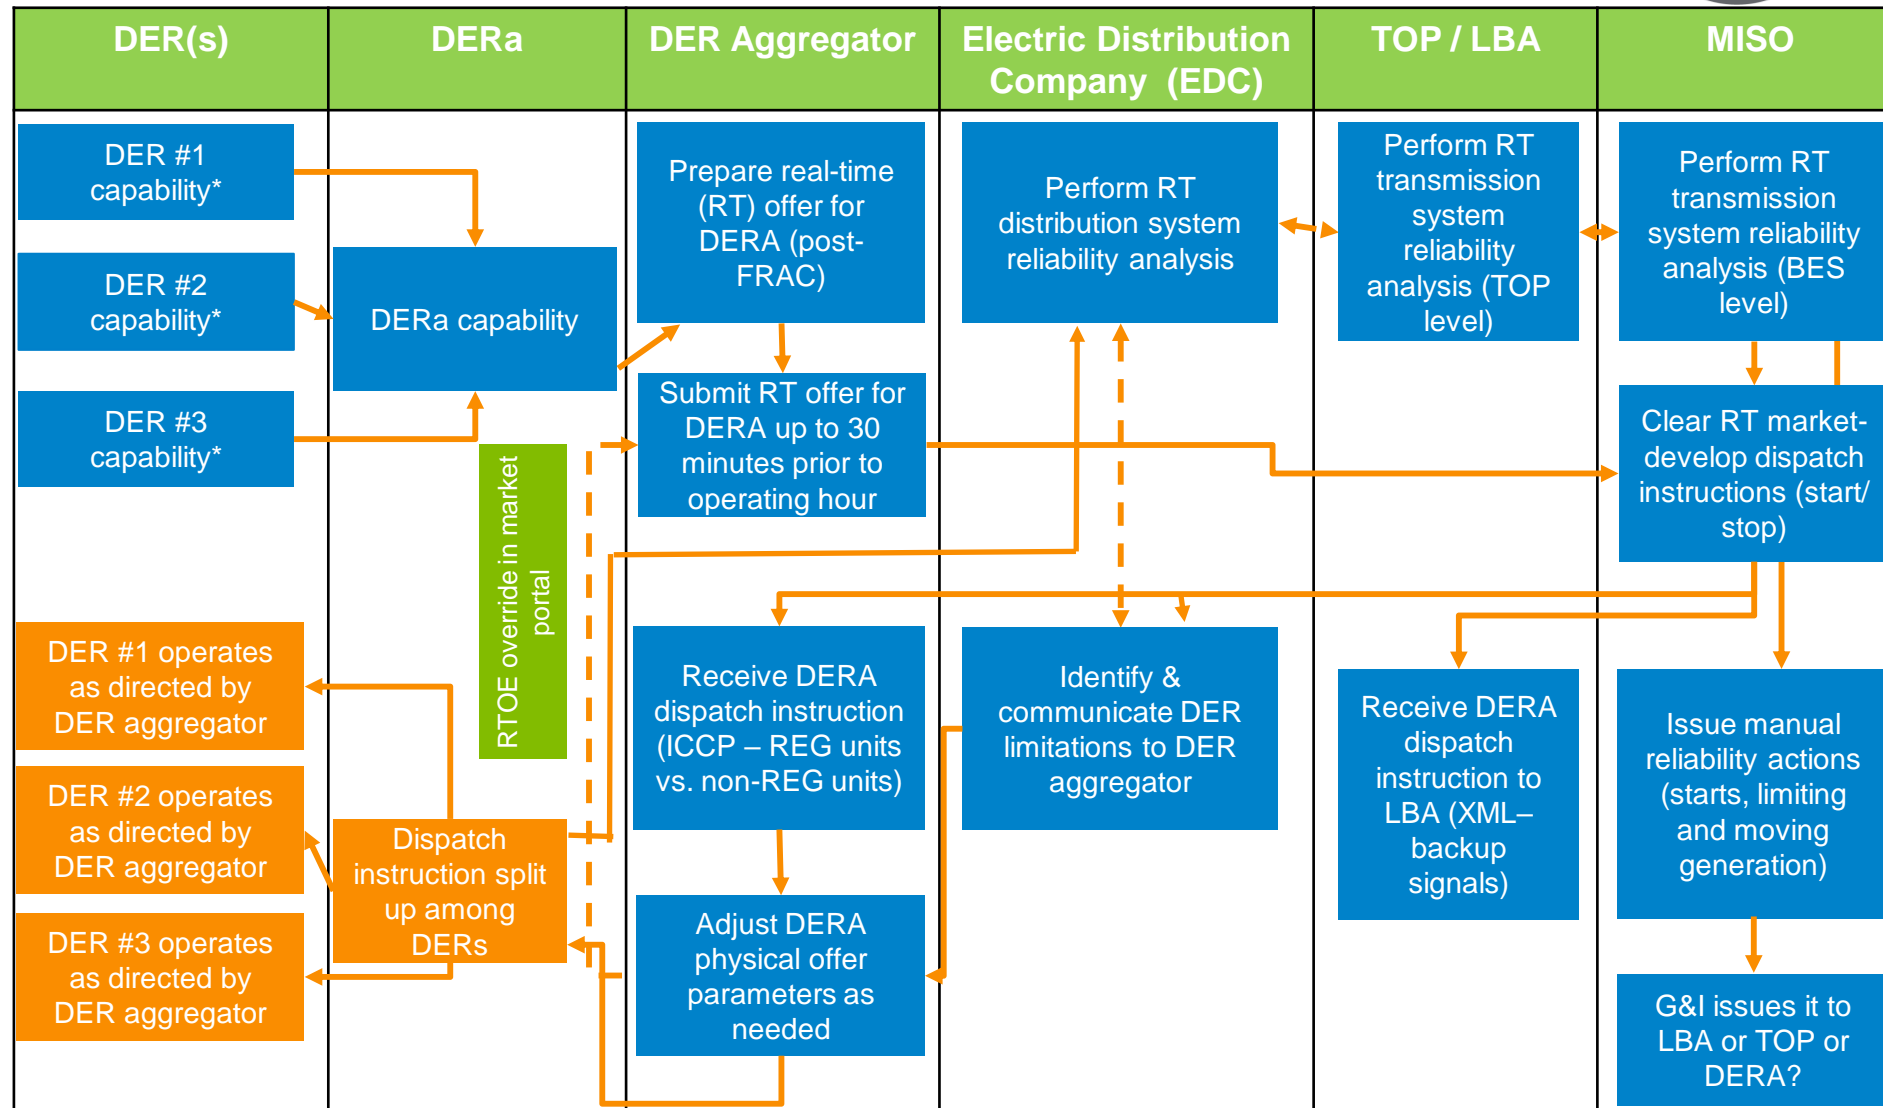 DER(s)
DERa
DER Aggregator
Electric Distribution
Company (EDC)
TOP / LBA
MISO
DER #1
capability*
DER #2
capability*
DER #3
capability*
DERa capability
Prepare real-time
(RT) offer for
DERA (post-
FRAC)
Submit RT offer for
DERA up to 30
minutes prior to
operating hour
Perform RT
distribution system
reliability analysis
Perform RT
transmission
system
reliability
analysis (TOP
level)
Perform RT
transmission
system reliability
analysis (BES
level)
Clear RT market-
develop dispatch
instructions (start/
stop)
RTOE override in market
portal
DER #1 operates
as directed by
DER aggregator
DER #2 operates
as directed by
DER aggregator
DER #3 operates
as directed by
DER aggregator
Dispatch
instruction split
up among
DERs
Receive DERA
dispatch instruction
(ICCP – REG units
vs. non-REG units)
Adjust DERA
physical offer
parameters as
needed
Identify &
communicate DER
limitations to DER
aggregator
Receive DERA
dispatch
instruction to
LBA (XML–
backup
signals)
Issue manual
reliability actions
(starts, limiting
and moving
generation)
G&I issues it to
LBA or TOP or
DERA?